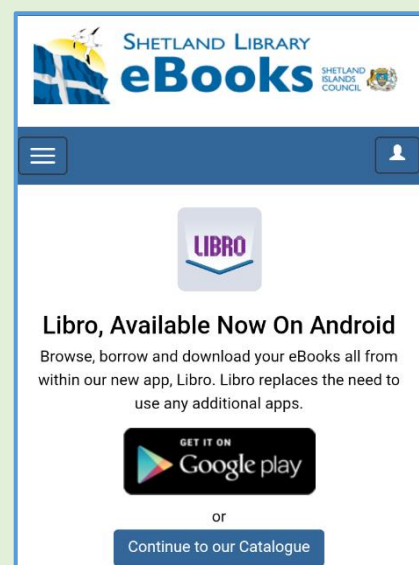 SHETLAND LIBRARY
eBooks
SHETLAND
ISLANDS
COUNCIL
LIBRO
Libro, Available Now On Android
Browse, borrow and download your eBooks all from
within our new app, Libro. Libro replaces the need to
use any additional apps.
GET IT ON
Google play
or
Continue to our Catalogue